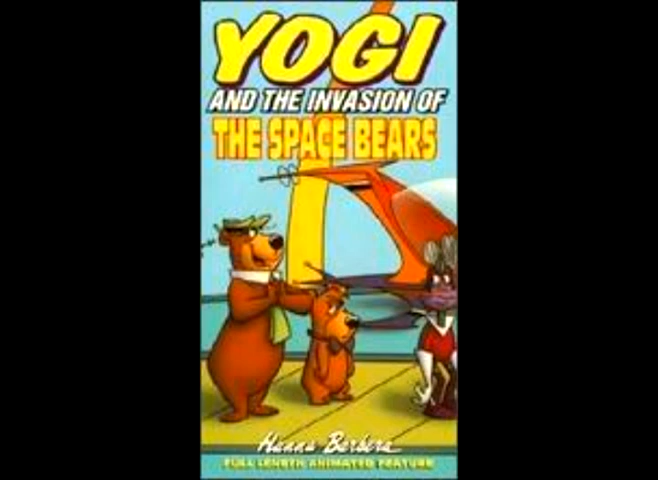 YOGI
AND THE INVASION OF
THE SPACE BEARS
Hanna Barbera
FULL LENGTH ANIMATED FEATURE